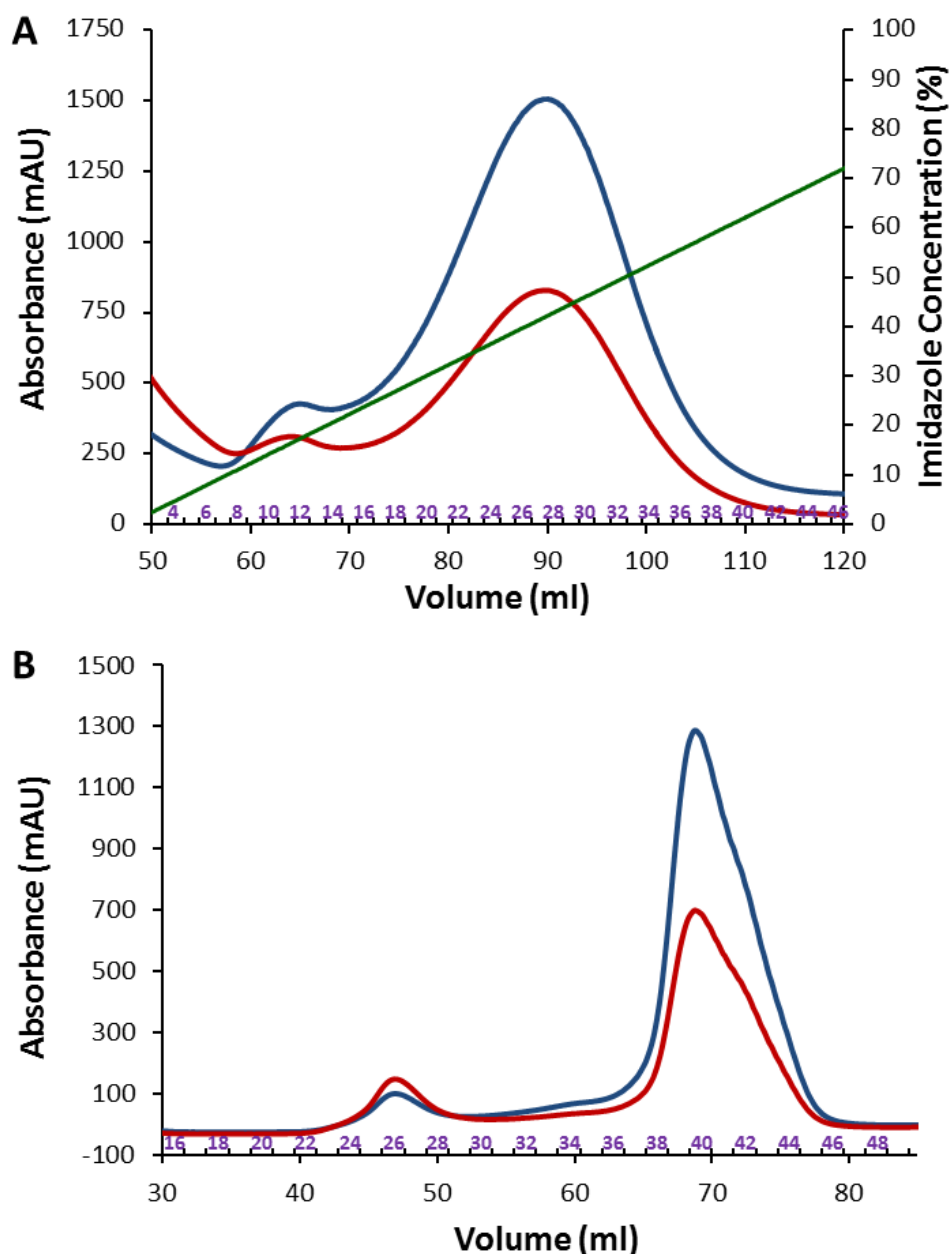 A
Absorbance (mAU)
1750
1500
1250
1000
750
500
250
0
100
90
80
70
60
50
40
30
20
10
0
Imidazole Concentration (%)
4 6 8 10 12 14 16 18 20 22 24 26 28 30 32 34 36 38 40 42 44 46
50 60 70 80 90 100 110 120
Volume (ml)
B
Absorbance (mAU)
1500
1300
1100
900
700
500
300
100
-100
16 18 20 22 24 26 28 30 32 34 36 38 40 42 44 46 48
30 40 50 60 70 80
Volume (ml)